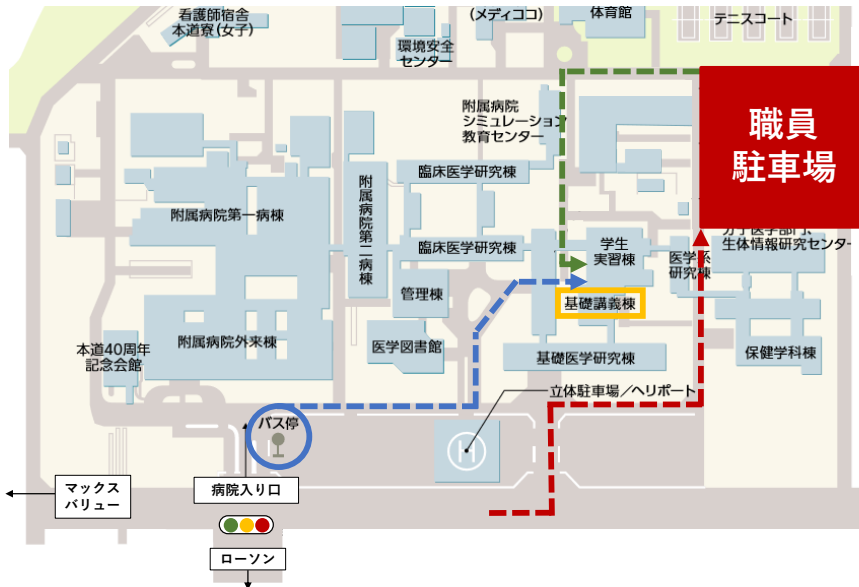 看護師宿舎
本道寮(女子)
環境安全
センター
(メディココ)
体育館
テニスコート
附属病院
シミュレーション
教育センター
職員
駐車場
臨床医学研究棟
附属病院第一病棟
附属病院第二病棟
臨床医学研究棟
学生
実習棟
医学系
研究棟
分子医学部門、
生体情報研究センター
管理棟
基礎講義棟
附属病院外来棟
医学図書館
基礎医学研究棟
保健学科棟
本道40周年
記念会館
立体駐車場/ヘリポート
バス停
H
マックス
バリュー
病院入り口
ローソン